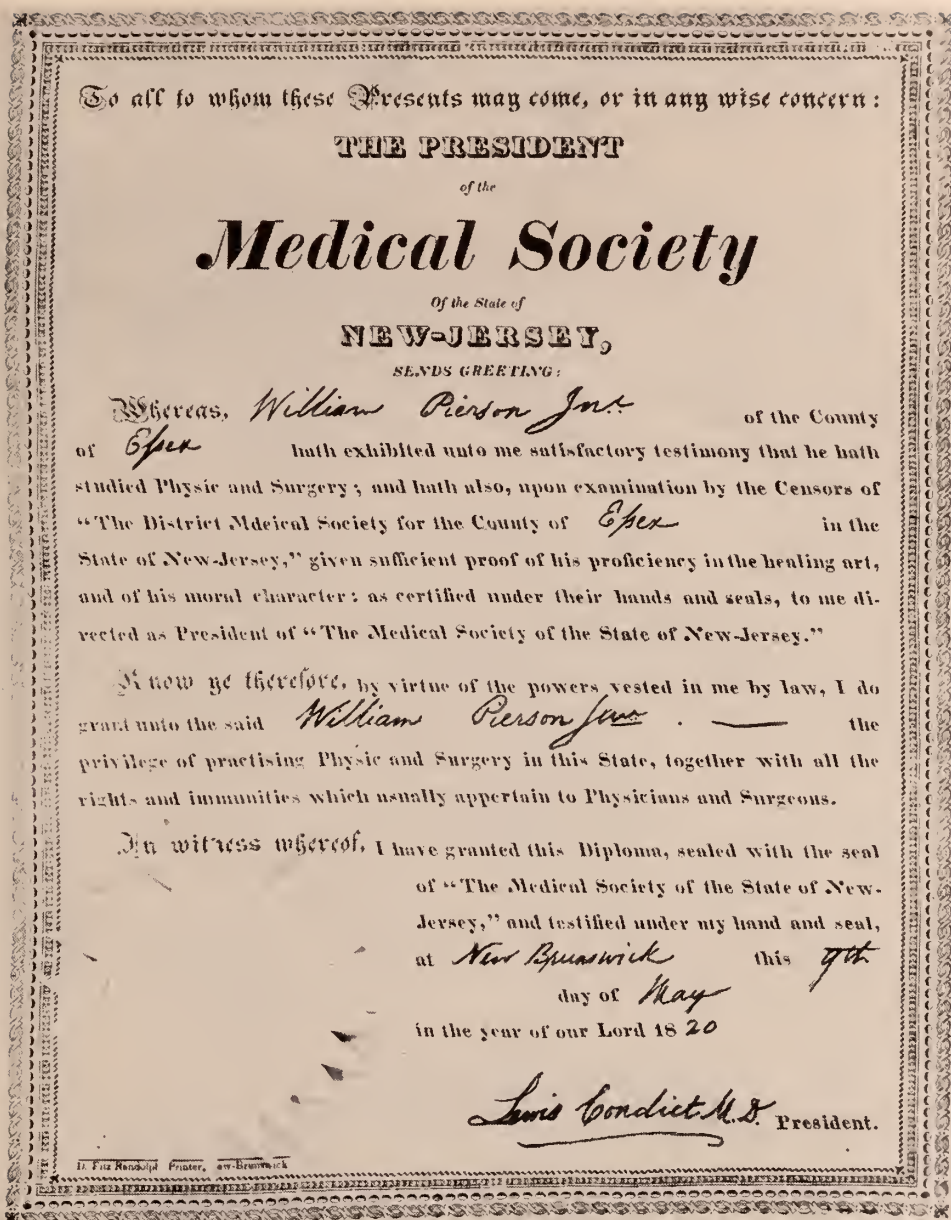 To all to whom these Presents may come, or in any wise concern:
THE PRESIDENT
of the
Medical Society
Of the State of
NEW-JERSEY,
SENDS GREETING:
Whereas, William Pierson Jnr of the County
of Essex hath exhibited unto me satisfactory testimony that he hath
studied Physic and Surgery; and hath also, upon examination by the Censors of
"The District Mdeical Society for the County of Essex in the
State of New-Jersey," given sufficient proof of his proficiency in the healing art,
and of his moral character: as certified under their hands and seals, to me di-
rected as President of "The Medical Society of the State of New-Jersey."
Know ye therefore, by virtue of the powers vested in me by law, I do
grant unto the said William Pierson Junr. — the
privilege of practising Physic and Surgery in this State, together with all the
rights and immunities which usually appertain to Physicians and Surgeons.
In witness whereof, I have granted this Diploma, sealed with the seal
of "The Medical Society of the State of New-
Jersey," and testified under my hand and seal,
at New Brunswick this 9th
day of May
in the year of our Lord 1820
Lewis Condict M.D. President.
D. Fitz Randolph Printer, ew-Brunswick